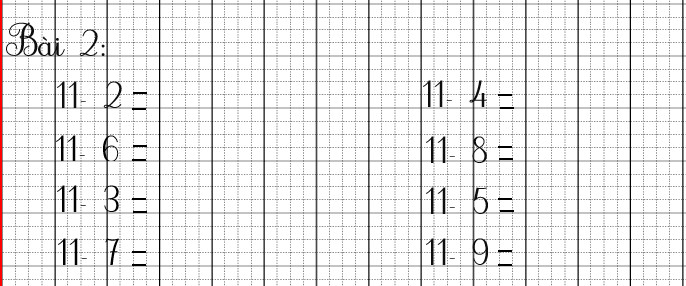 Bài 2:
11- 2 =
11- 4 =
11- 6 =
11- 8 =
11- 3 =
11- 5 =
11- 7 =
11- 9 =